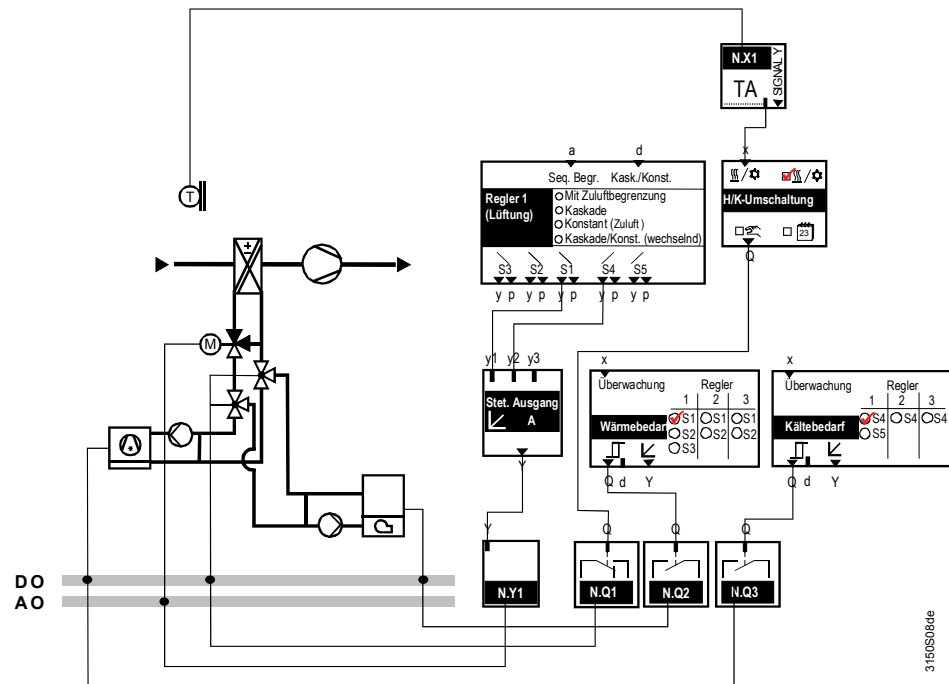 N.X1
TA
SIGNAL Y
T
x
a d
Seq. Begr. Kask./Konst.
Regler 1
(Lüftung)
Mit Zuluftbegrenzung
Kaskade
Konstant (Zuluft)
Kaskade/Konst. (wechselnd)
S3 S2 S1 S4 S5
y p y p y p y p y p
H/K-Umschaltung
23
Q
M
y1 y2 y3
Stet. Ausgang
A
Y
x
Überwachung Regler
1 2 3
Wärmebedarf
S1 S1 S1
S2 S2 S2
S3
Q d Y
x
Überwachung Regler
1 2 3
Kältebedarf
S4 S4 S4
S5
Q d Y
Y
N.Y1
Q
N.Q1
Q
N.Q2
Q
N.Q3
DO
AO
3150S08de